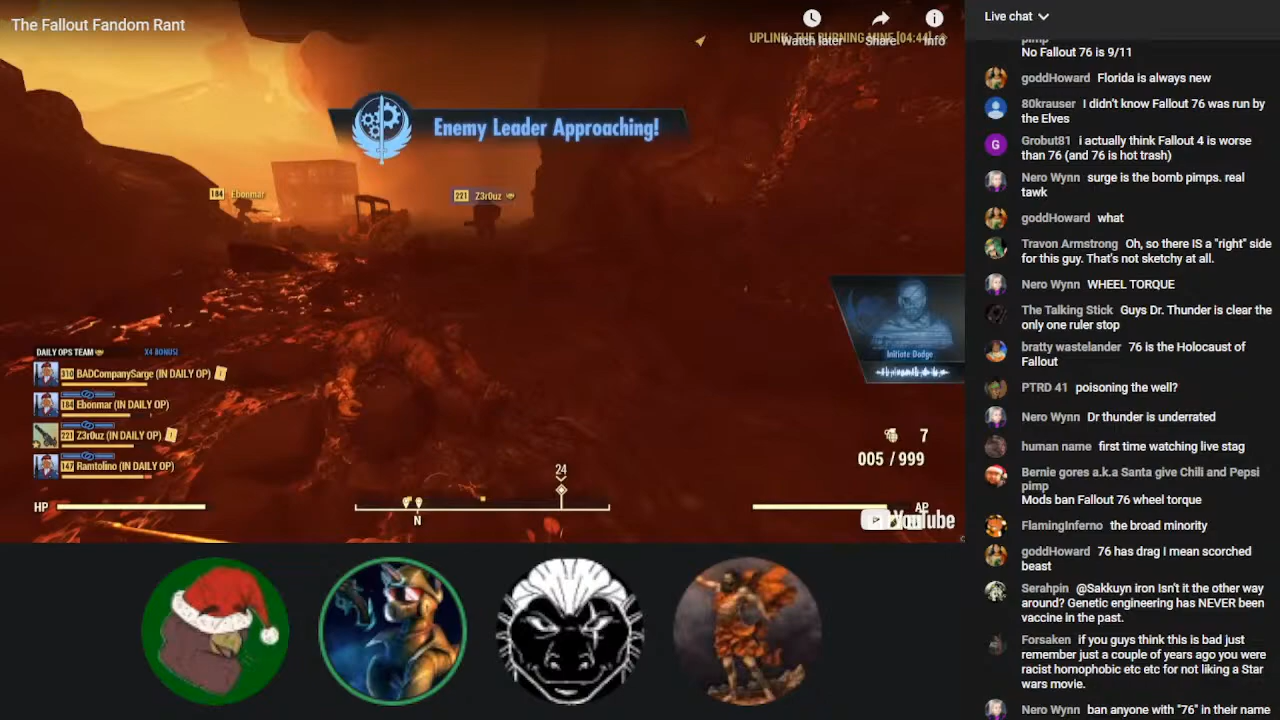 The Fallout Fandom Rant
Watch later
Share
Info
UPLINK: THE BURNING MINE [04:44]
Enemy Leader Approaching!
184 Ebonmar
221 Z3r0uz
Initiate Dodge
DAILY OPS TEAM
X4 BONUS!
310 BADCompanySarge (IN DAILY OP)
184 Ebonmar (IN DAILY OP)
221 Z3r0uz (IN DAILY OP)
147 Ramtolino (IN DAILY OP)
7
005 / 999
24
HP
N
AP
YouTube
Live chat
pimp
No Fallout 76 is 9/11
goddHoward Florida is always new
80krauser I didn't know Fallout 76 was run by
the Elves
G
Grobut81 i actually think Fallout 4 is worse
than 76 (and 76 is hot trash)
Nero Wynn surge is the bomb pimps. real
tawk
goddHoward what
Travon Armstrong Oh, so there IS a "right" side
for this guy. That's not sketchy at all.
Nero Wynn WHEEL TORQUE
The Talking Stick Guys Dr. Thunder is clear the
only one ruler stop
bratty wastelander 76 is the Holocaust of
Fallout
PTRD 41 poisoning the well?
Nero Wynn Dr thunder is underrated
human name first time watching live stag
Bernie gores a.k.a Santa give Chili and Pepsi
pimp
Mods ban Fallout 76 wheel torque
FlamingInferno the broad minority
goddHoward 76 has drag I mean scorched
beast
Serahpin @Sakkuyn iron Isn't it the other way
around? Genetic engineering has NEVER been
vaccine in the past.
Forsaken if you guys think this is bad just
remember just a couple of years ago you were
racist homophobic etc etc for not liking a Star
wars movie.
Nero Wynn ban anyone with "76" in their name